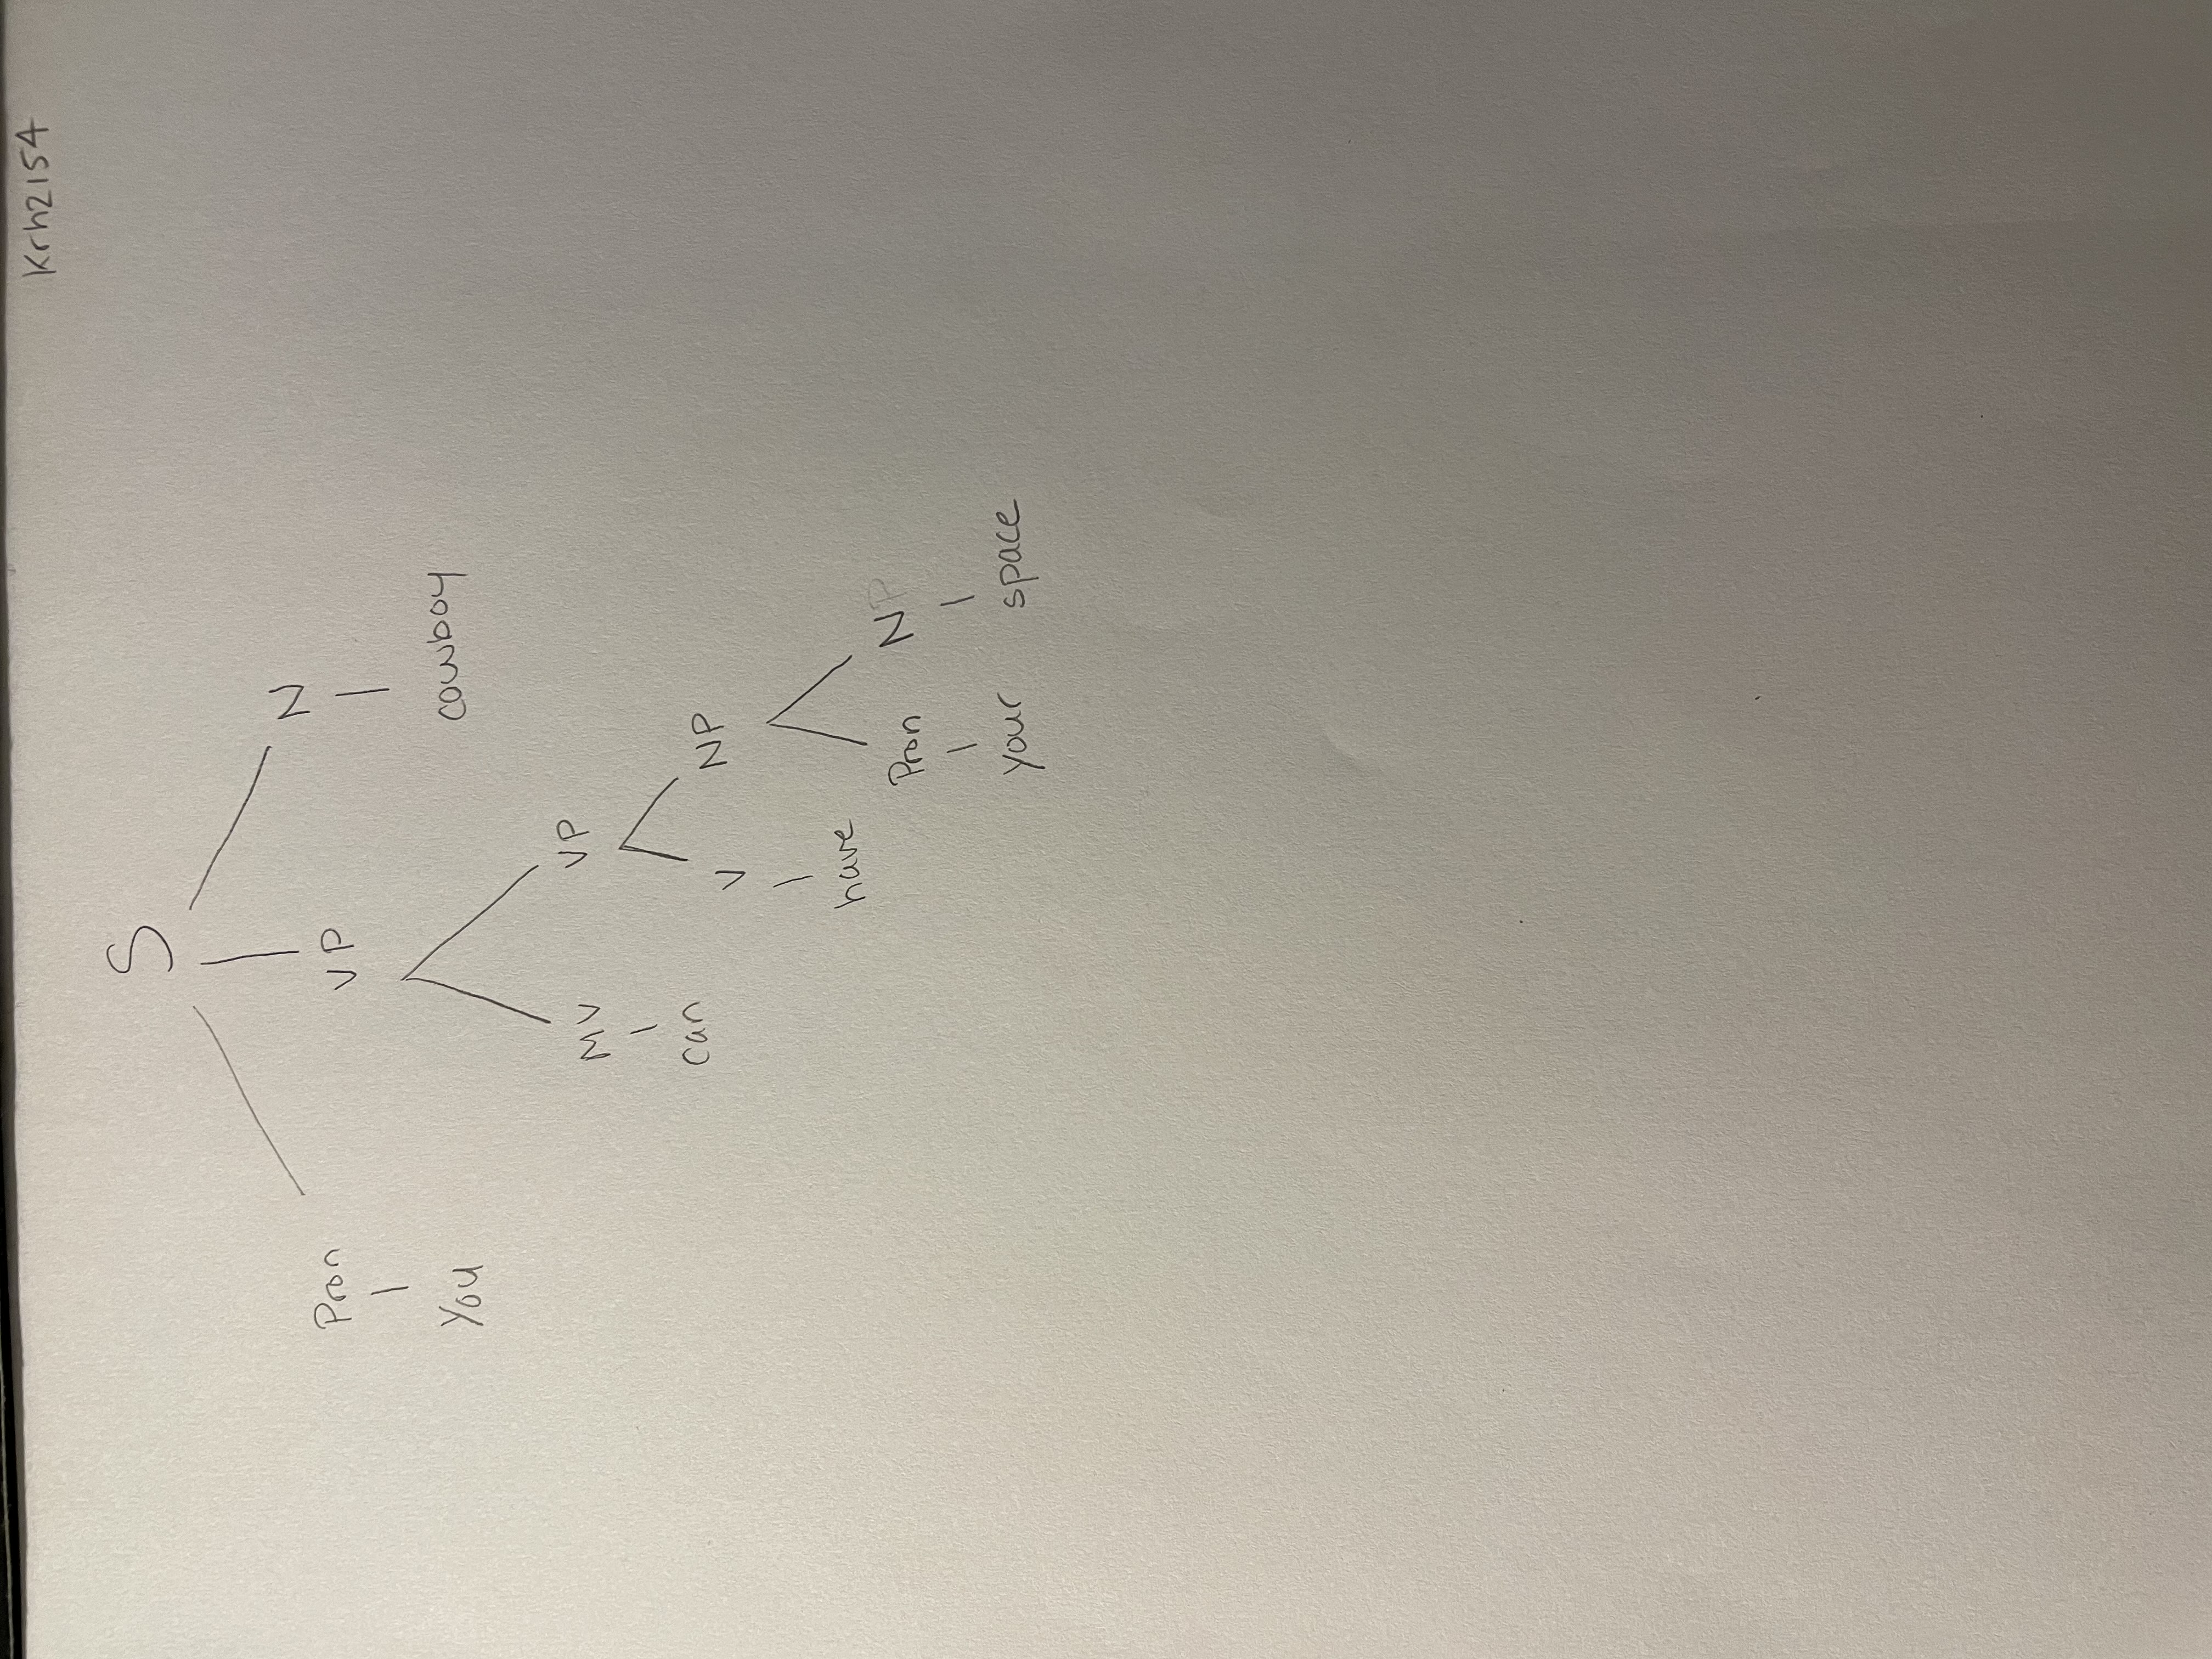 Krh2154
S
Pron VP N
You cowboy
MV VP
can V NP
have
Pron NP
your space